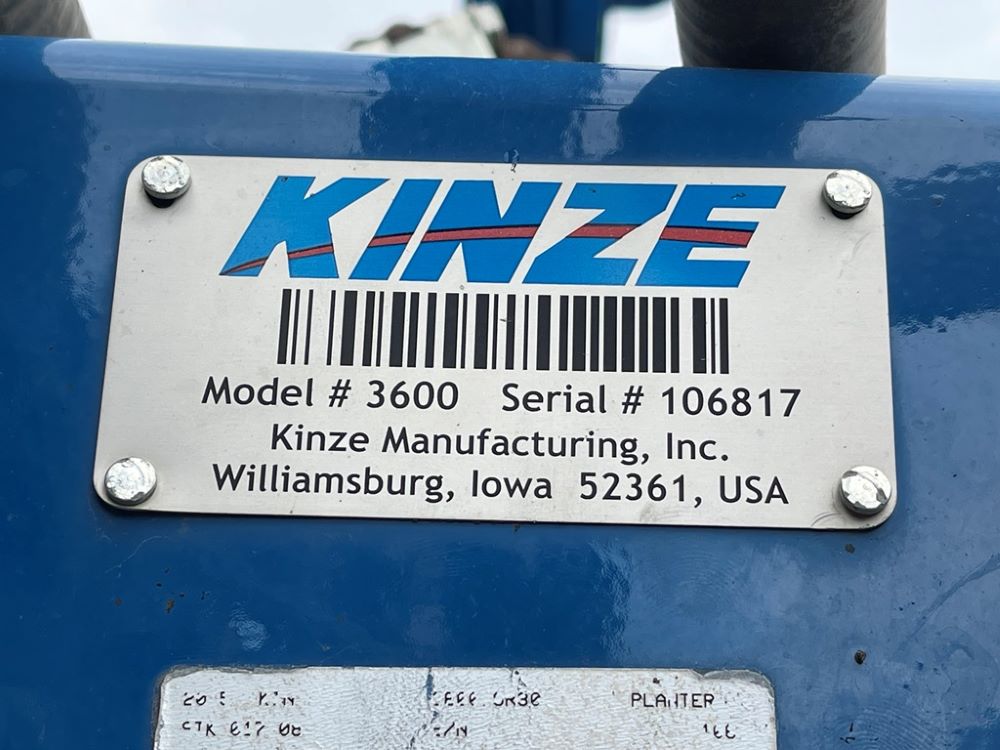 KINZE
Model # 3600 Serial # 106817
Kinze Manufacturing, Inc.
Williamsburg, Iowa 52361, USA
PLANTER